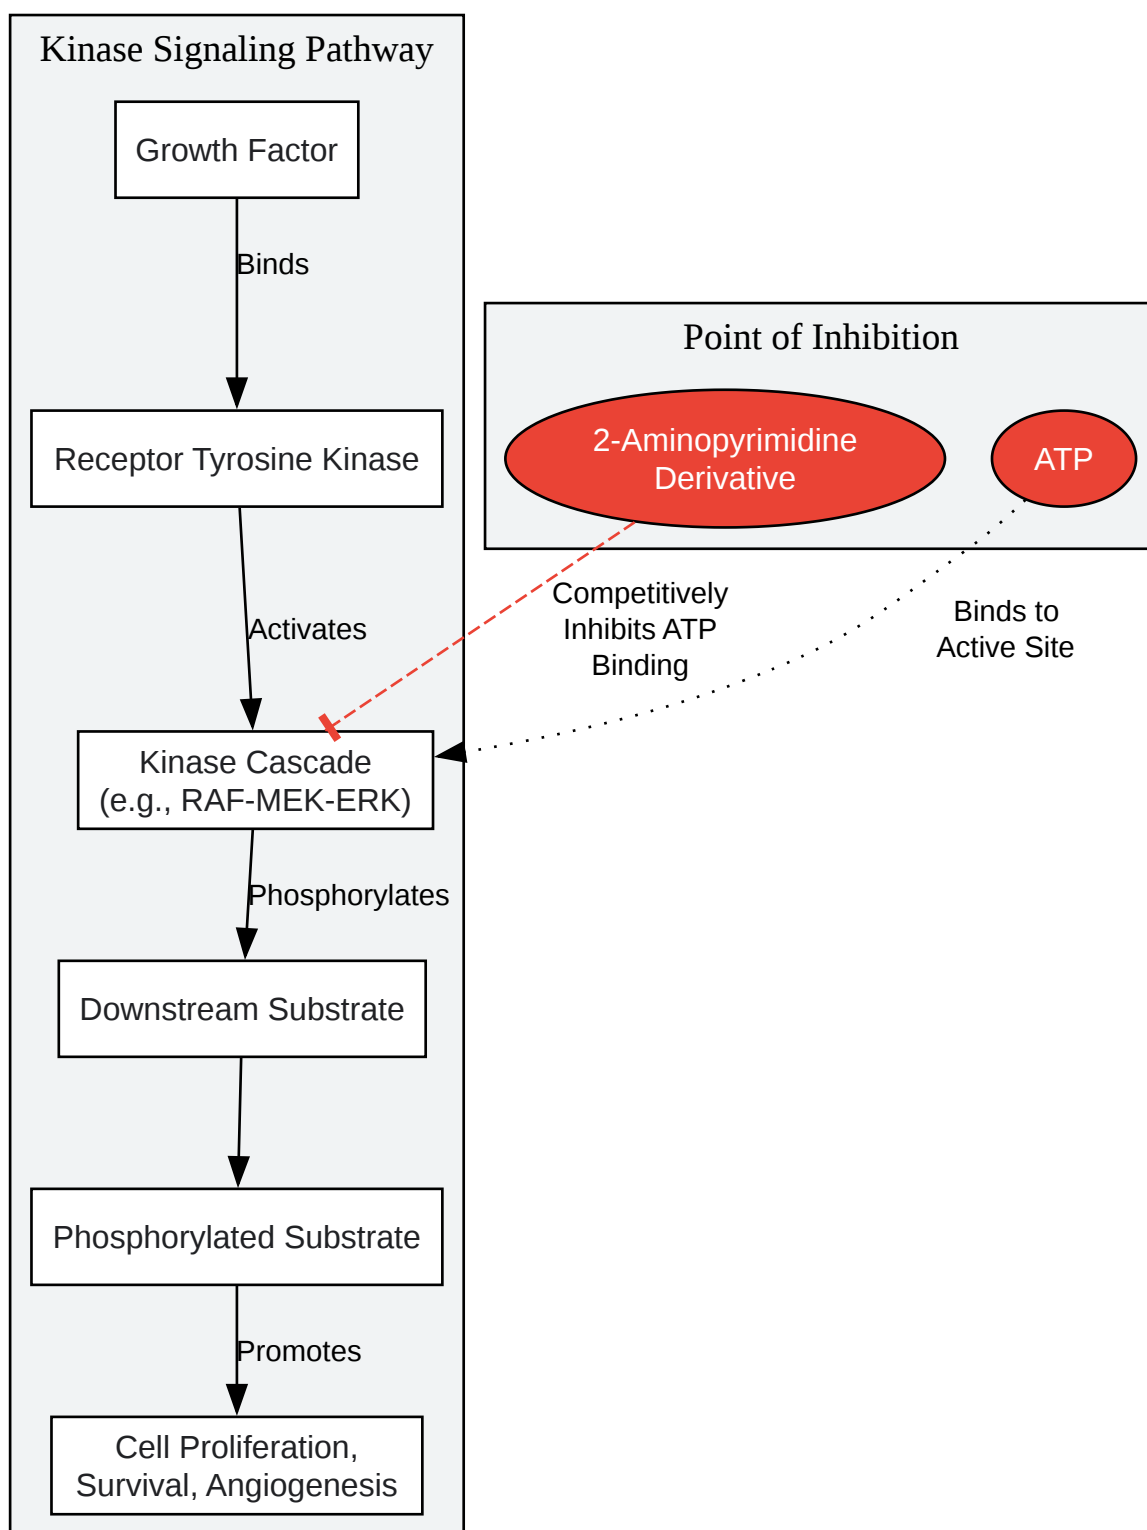 Kinase Signaling Pathway
Growth Factor
Binds
Receptor Tyrosine Kinase
Activates
Kinase Cascade
(e.g., RAF-MEK-ERK)
Phosphorylates
Downstream Substrate
Phosphorylated Substrate
Promotes
Cell Proliferation,
Survival, Angiogenesis
Point of Inhibition
2-Aminopyrimidine
Derivative
ATP
Competitively
Inhibits ATP
Binding
Binds to
Active Site